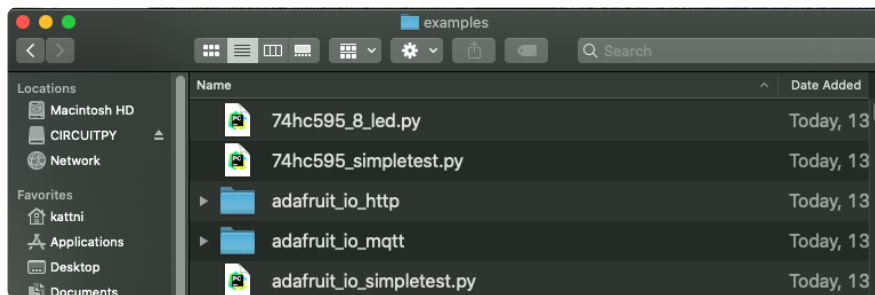 examples
Search
Locations
Macintosh HD
CIRCUITPY
Network
Favorites
kattni
Applications
Desktop
Documents
Name Date Added
74hc595_8_led.py Today, 13
74hc595_simpletest.py Today, 13
adafruit_io_http Today, 13
adafruit_io_mqtt Today, 13
adafruit_io_simpletest.py Today, 13